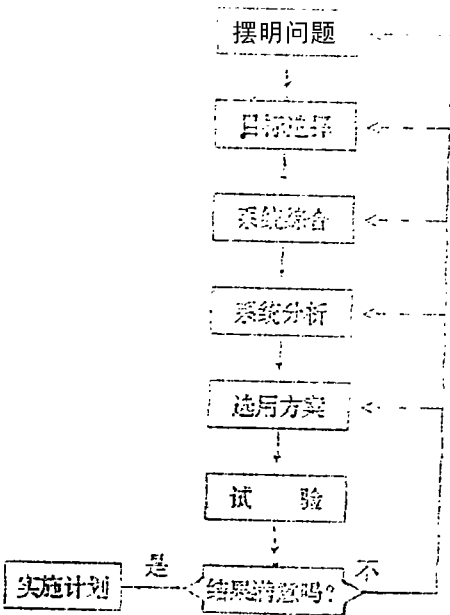 摆明问题
目标选择
系统综合
系统分析
选用方案
试 验
是
不
实施计划
结果满意吗?